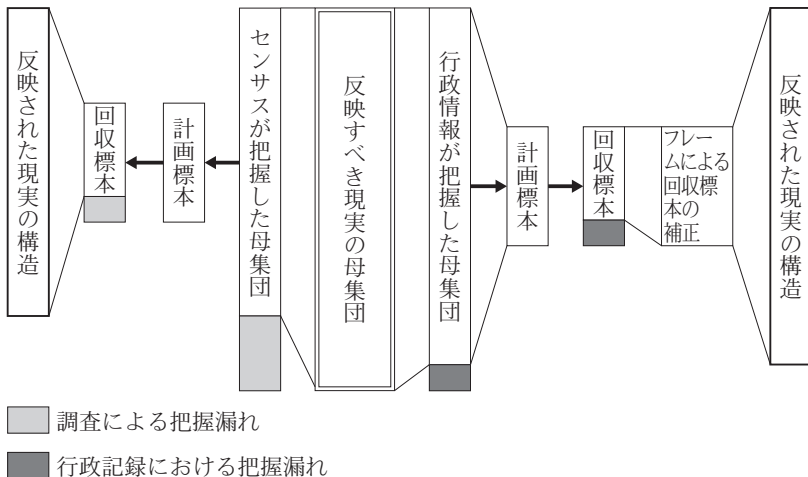 反映された現実の構造
回収標本
計画標本
センサスが把握した母集団
反映すべき現実の母集団
行政情報が把握した母集団
計画標本
回収標本
フレー
ムによる
回収標
本の
補正
反映された現実の構造
調査による把握漏れ
行政記録における把握漏れ